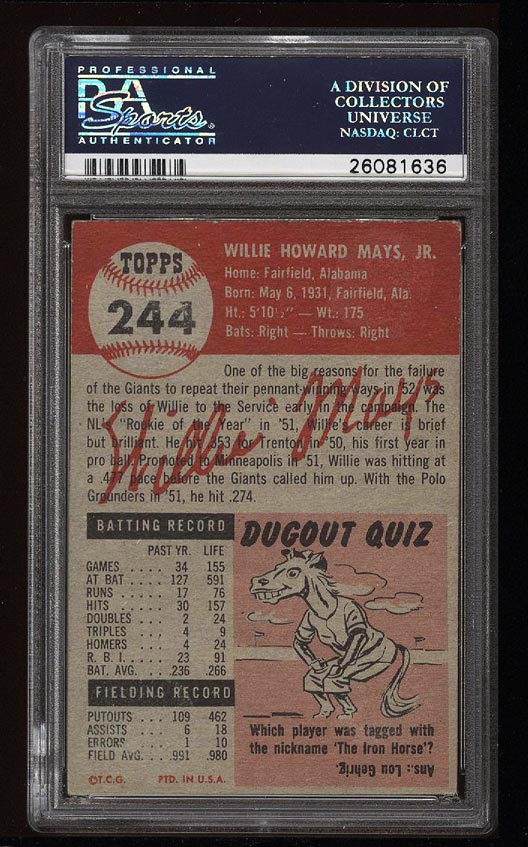 PROFESSIONAL
PSA
Sports
AUTHENTICATOR
A DIVISION OF
COLLECTORS
UNIVERSE
NASDAQ: CLCT
26081636
TOPPS
244
WILLIE HOWARD MAYS, JR.
Home: Fairfield, Alabama
Born: May 6, 1931, Fairfield, Ala.
Ht.: 5'10½" — Wt.: 175
Bats: Right — Throws: Right
One of the big reasons for the failure
of the Giants to repeat their pennant-winning ways in '52 was
the loss of Willie to the Service early in the campaign. The
NL "Rookie of the Year" in '51, Willie's career is brief
but brilliant. He hit .353 for Trenton in '50, his first year in
pro ball. Promoted to Minneapolis in '51, Willie was hitting at
a .477 pace before the Giants called him up. With the Polo
Grounders in '51, he hit .274.
Willie Mays
BATTING RECORD
PAST YR. LIFE
GAMES .... 34 155
AT BAT .... 127 591
RUNS .... 17 76
HITS .... 30 157
DOUBLES .. 2 24
TRIPLES ... 4 9
HOMERS .. 4 24
R. B. I. .... 23 91
BAT. AVG. .. .236 .266
FIELDING RECORD
PUTOUTS ... 109 462
ASSISTS ... 6 18
ERRORS ... 1 10
FIELD AVG. .. .991 .980
©T.C.G. PTD. IN U.S.A.
DUGOUT QUIZ
Which player was tagged with
the nickname 'The Iron Horse'?
Ans.: Lou Gehrig.